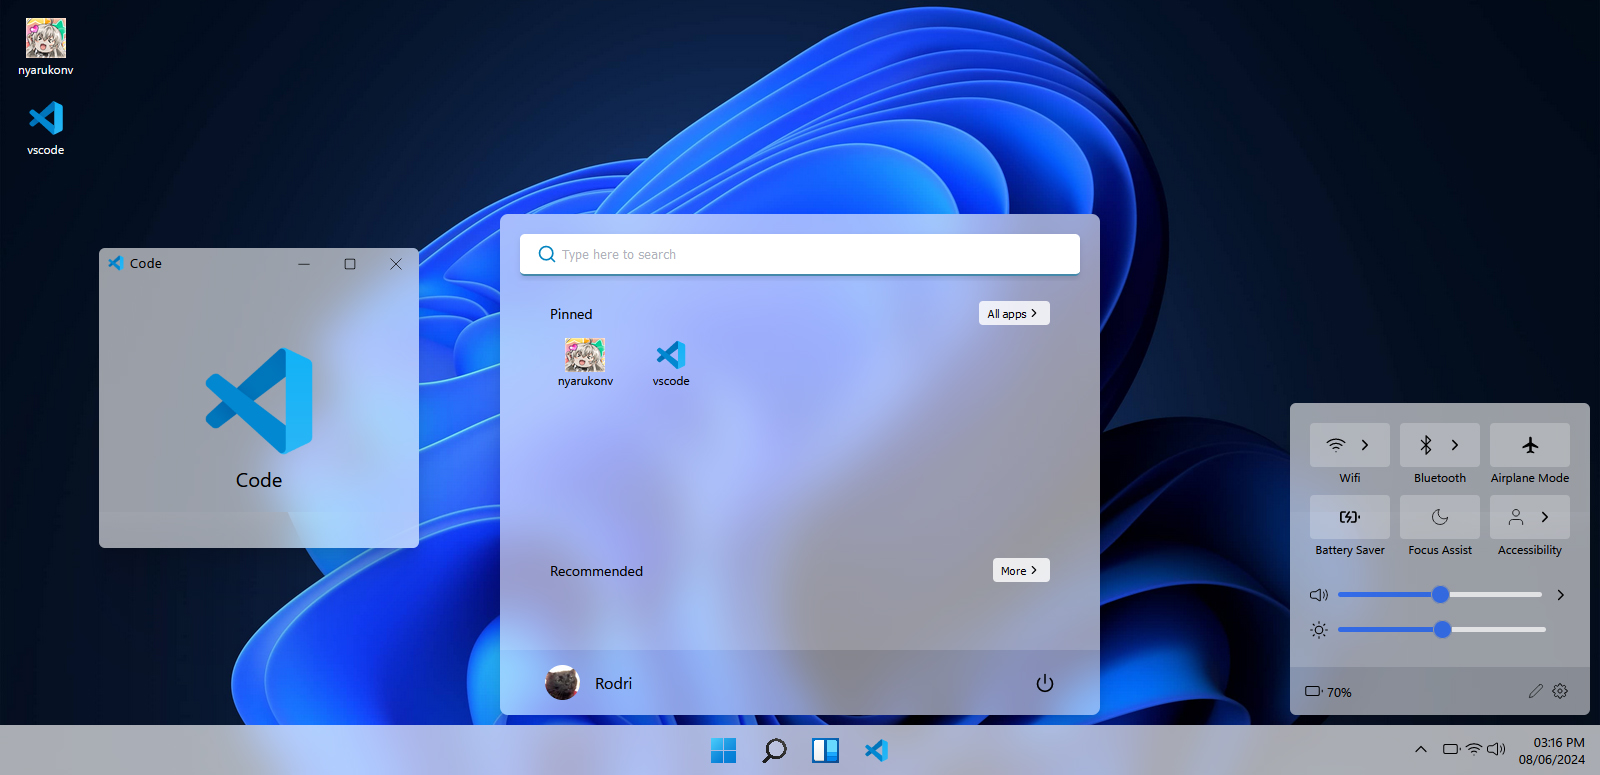 nyarukonv
vscode
Code
Code
Type here to search
Pinned
All apps
nyarukonv
vscode
Recommended
More
Rodri
Wifi
Bluetooth
Airplane Mode
Battery Saver
Focus Assist
Accessibility
70%
03:16 PM
08/06/2024